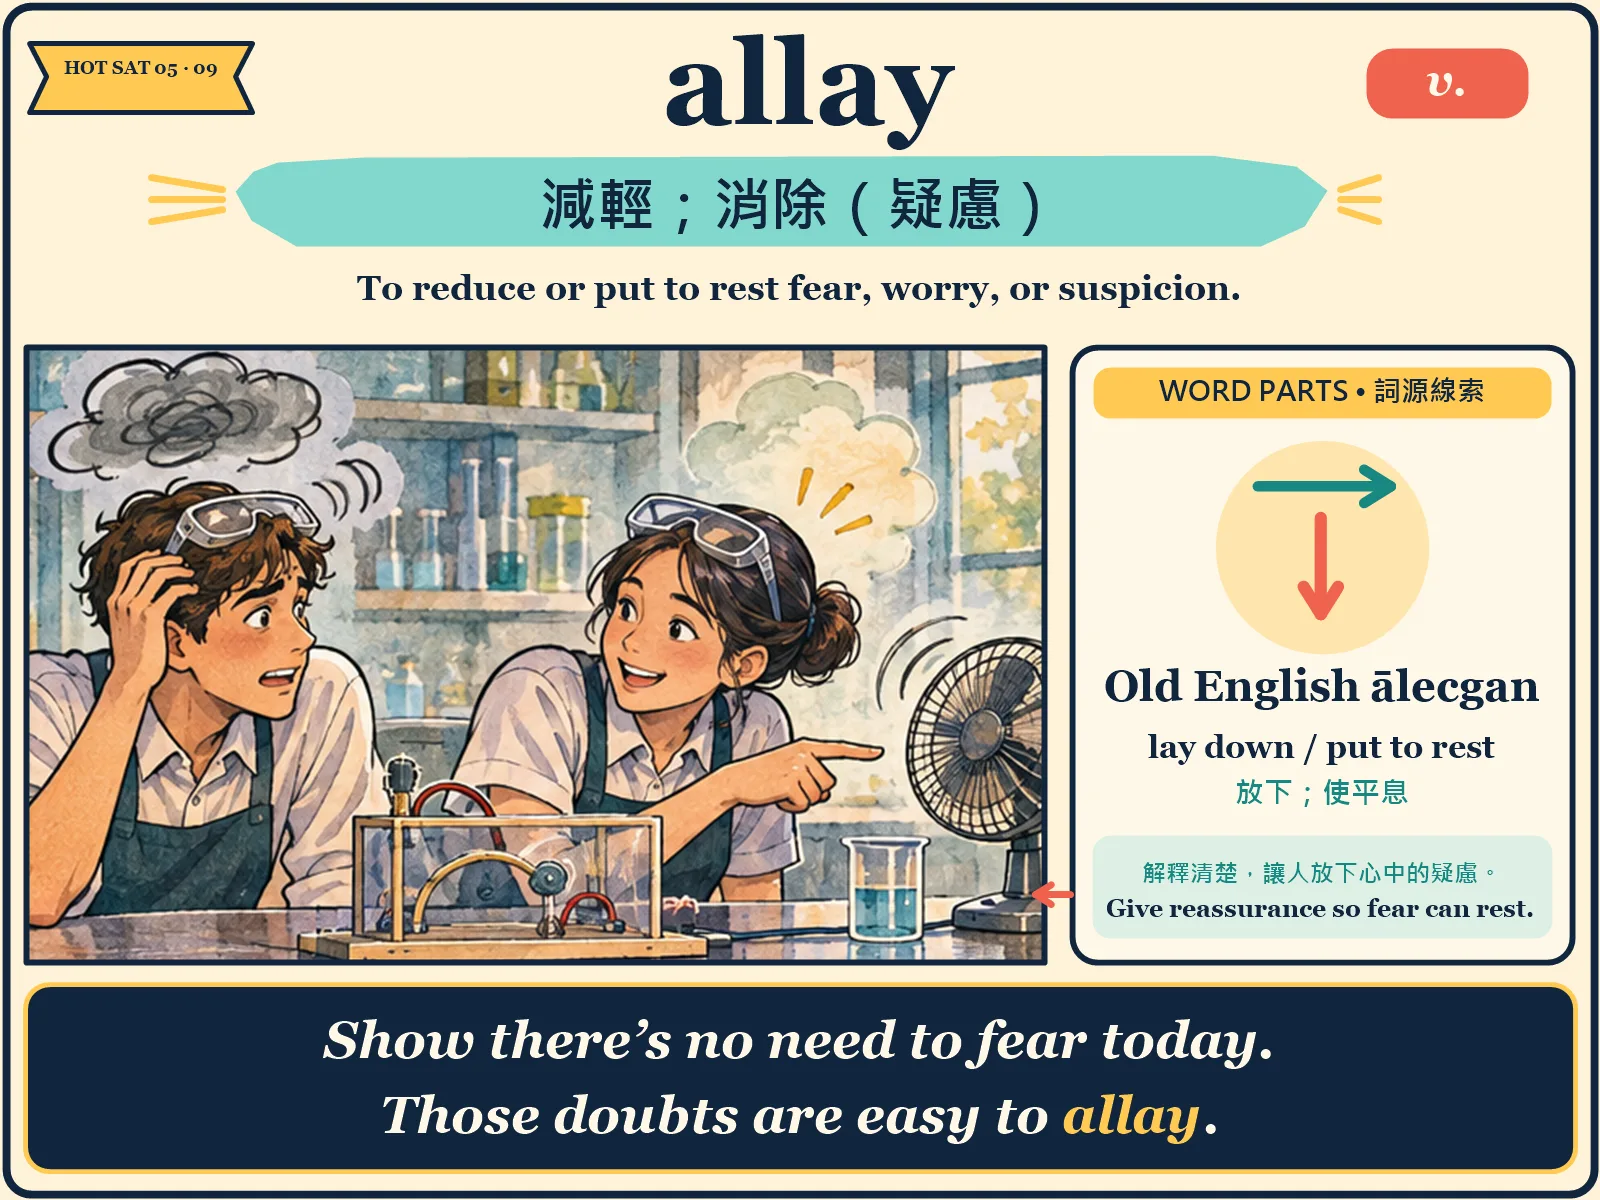 HOT SAT 05 · 09
allay
v.
減輕；消除（疑慮）
To reduce or put to rest fear, worry, or suspicion.
WORD PARTS • 詞源線索
Old English ālecgan
lay down / put to rest
放下；使平息
解釋清楚，讓人放下心中的疑慮。
Give reassurance so fear can rest.
Show there’s no need to fear today.
Those doubts are easy to allay.